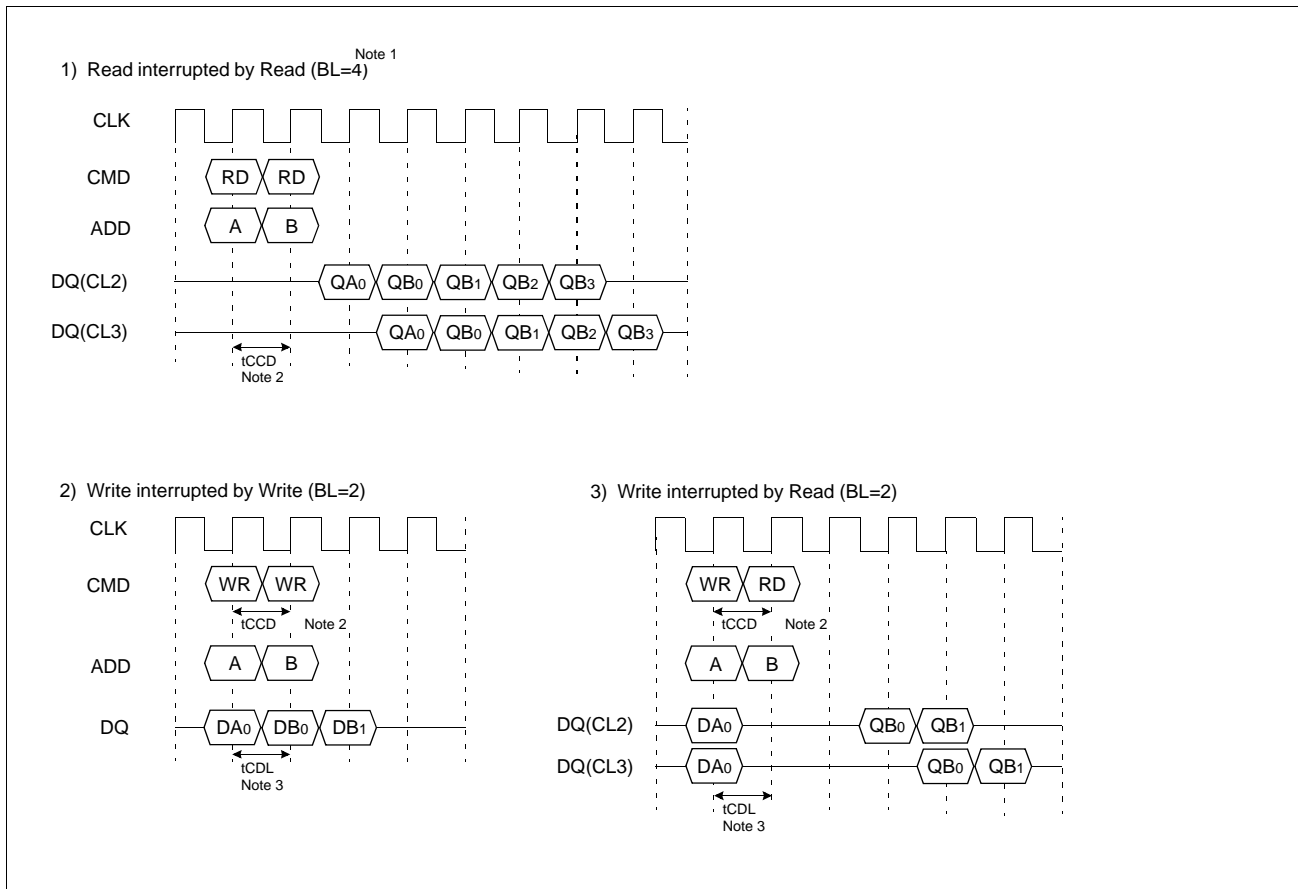 1) Read interrupted by Read (BL=4) Note 1
CLK
CMD RD RD
ADD A B
DQ(CL2) QA0 QB0 QB1 QB2 QB3
DQ(CL3) QA0 QB0 QB1 QB2 QB3
tCCD
Note 2
2) Write interrupted by Write (BL=2)
CLK
CMD WR WR
tCCD Note 2
ADD A B
DQ DA0 DB0 DB1
tCDL
Note 3
3) Write interrupted by Read (BL=2)
WR RD
tCCD Note 2
A B
DQ(CL2) DA0 QB0 QB1
DQ(CL3) DA0 QB0 QB1
tCDL
Note 3